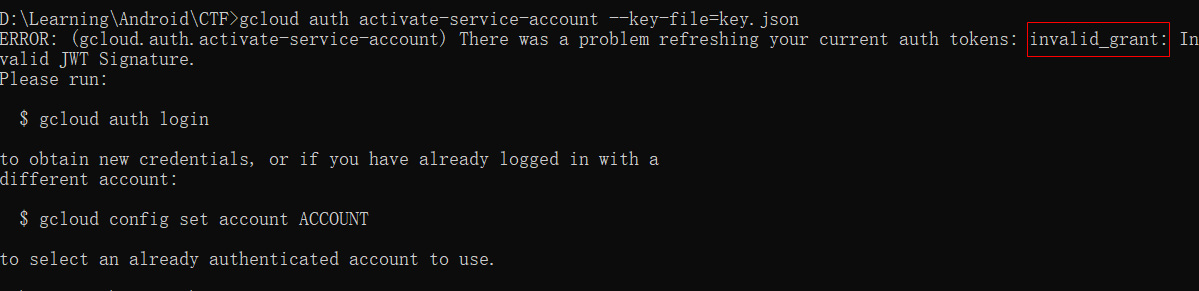 D:\Learning\Android\CTF>gcloud auth activate-service-account --key-file=key.json
ERROR: (gcloud.auth.activate-service-account) There was a problem refreshing your current auth tokens: invalid_grant: In
valid JWT Signature.
Please run:
$ gcloud auth login
to obtain new credentials, or if you have already logged in with a
different account:
$ gcloud config set account ACCOUNT
to select an already authenticated account to use.